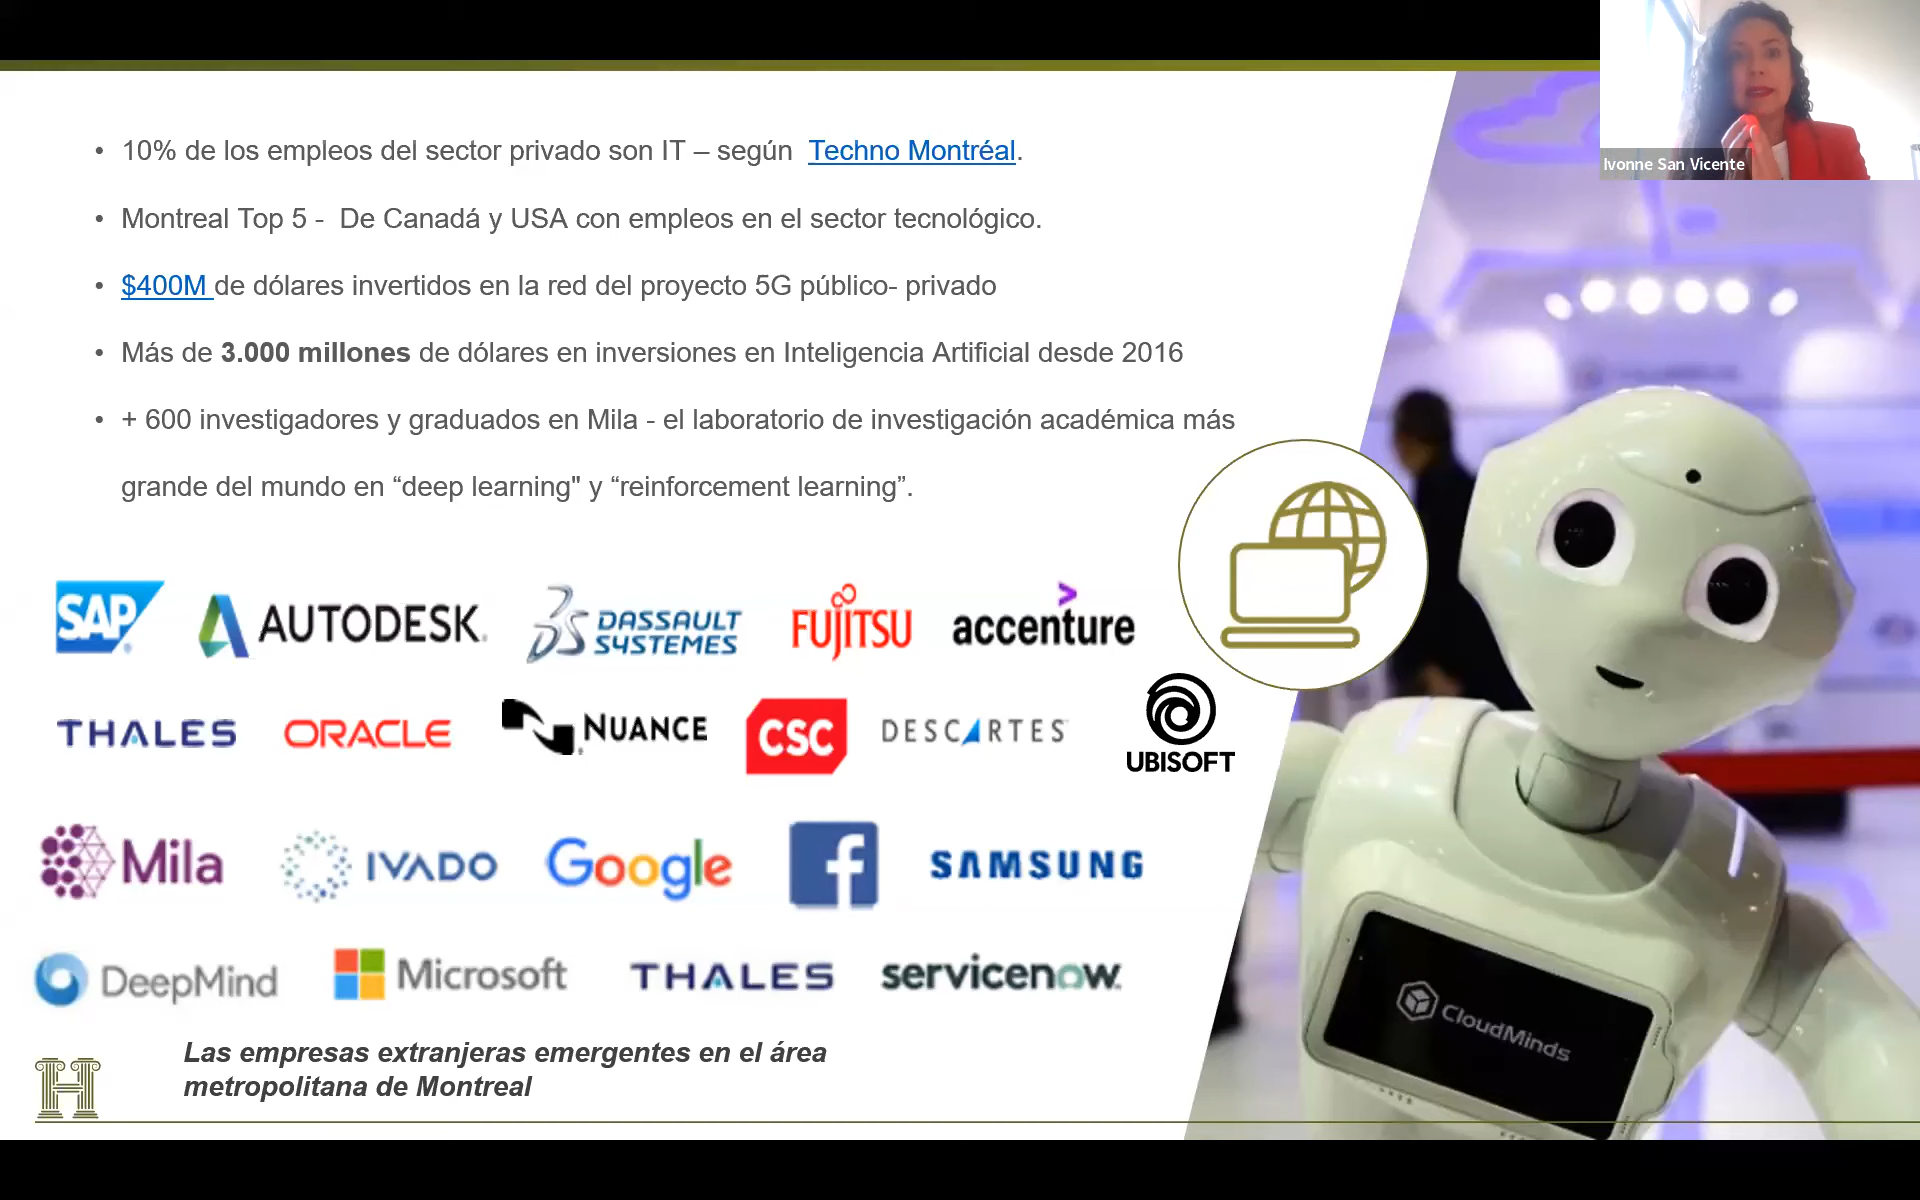 Ivonne San Vicente
• 10% de los empleos del sector privado son IT – según Techno Montréal.
• Montreal Top 5 - De Canadá y USA con empleos en el sector tecnológico.
• $400M de dólares invertidos en la red del proyecto 5G público- privado
• Más de 3.000 millones de dólares en inversiones en Inteligencia Artificial desde 2016
• + 600 investigadores y graduados en Mila - el laboratorio de investigación académica más
grande del mundo en “deep learning" y “reinforcement learning”.
SAP AUTODESK DASSAULT SYSTEMES FUJITSU accenture
THALES ORACLE NUANCE CSC DESCARTES UBISOFT
Mila IVADO Google f SAMSUNG
DeepMind Microsoft THALES servicenow
CloudMinds
Las empresas extranjeras emergentes en el área
metropolitana de Montreal
H